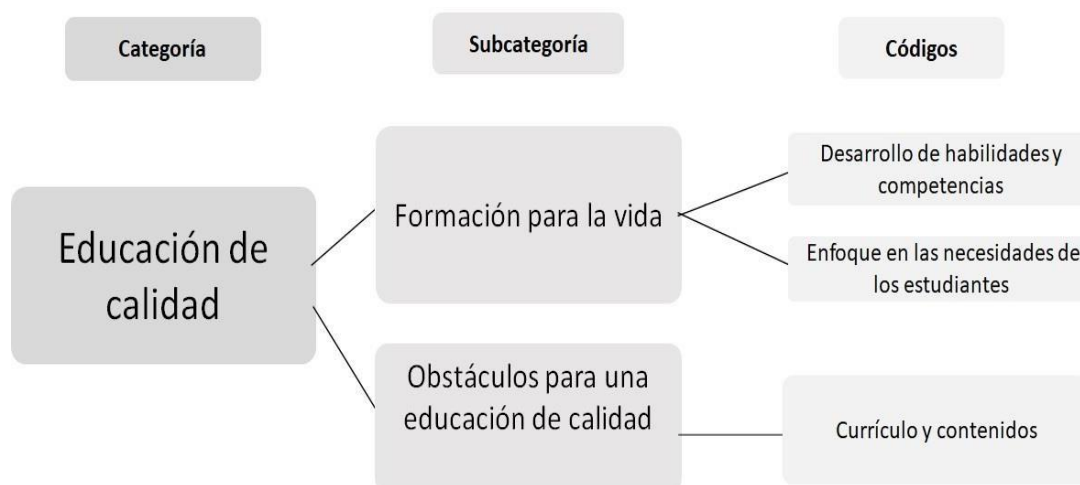 Categoría
Subcategoría
Códigos
Educación de
calidad
Formación para la vida
Desarrollo de habilidades y
competencias
Enfoque en las necesidades de
los estudiantes
Obstáculos para una
educación de calidad
Currículo y contenidos